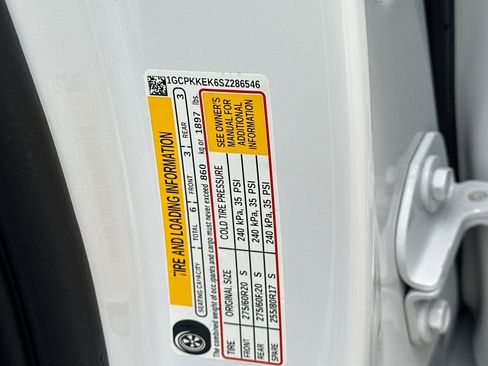 1GCPKKEK6SZ286546
TIRE AND LOADING INFORMATION
SEATING CAPACITY TOTAL 6 FRONT 3 REAR 3
The combined weight of occupants and cargo must never exceed 860 kg or 1897 lbs.
TIRE ORIGINAL SIZE COLD TIRE PRESSURE
FRONT 275/60R20 S 240 kPa, 35 PSI
REAR 275/60R20 S 240 kPa, 35 PSI
SPARE 255/80R17 S 240 kPa, 35 PSI
SEE OWNER'S
MANUAL FOR
ADDITIONAL
INFORMATION